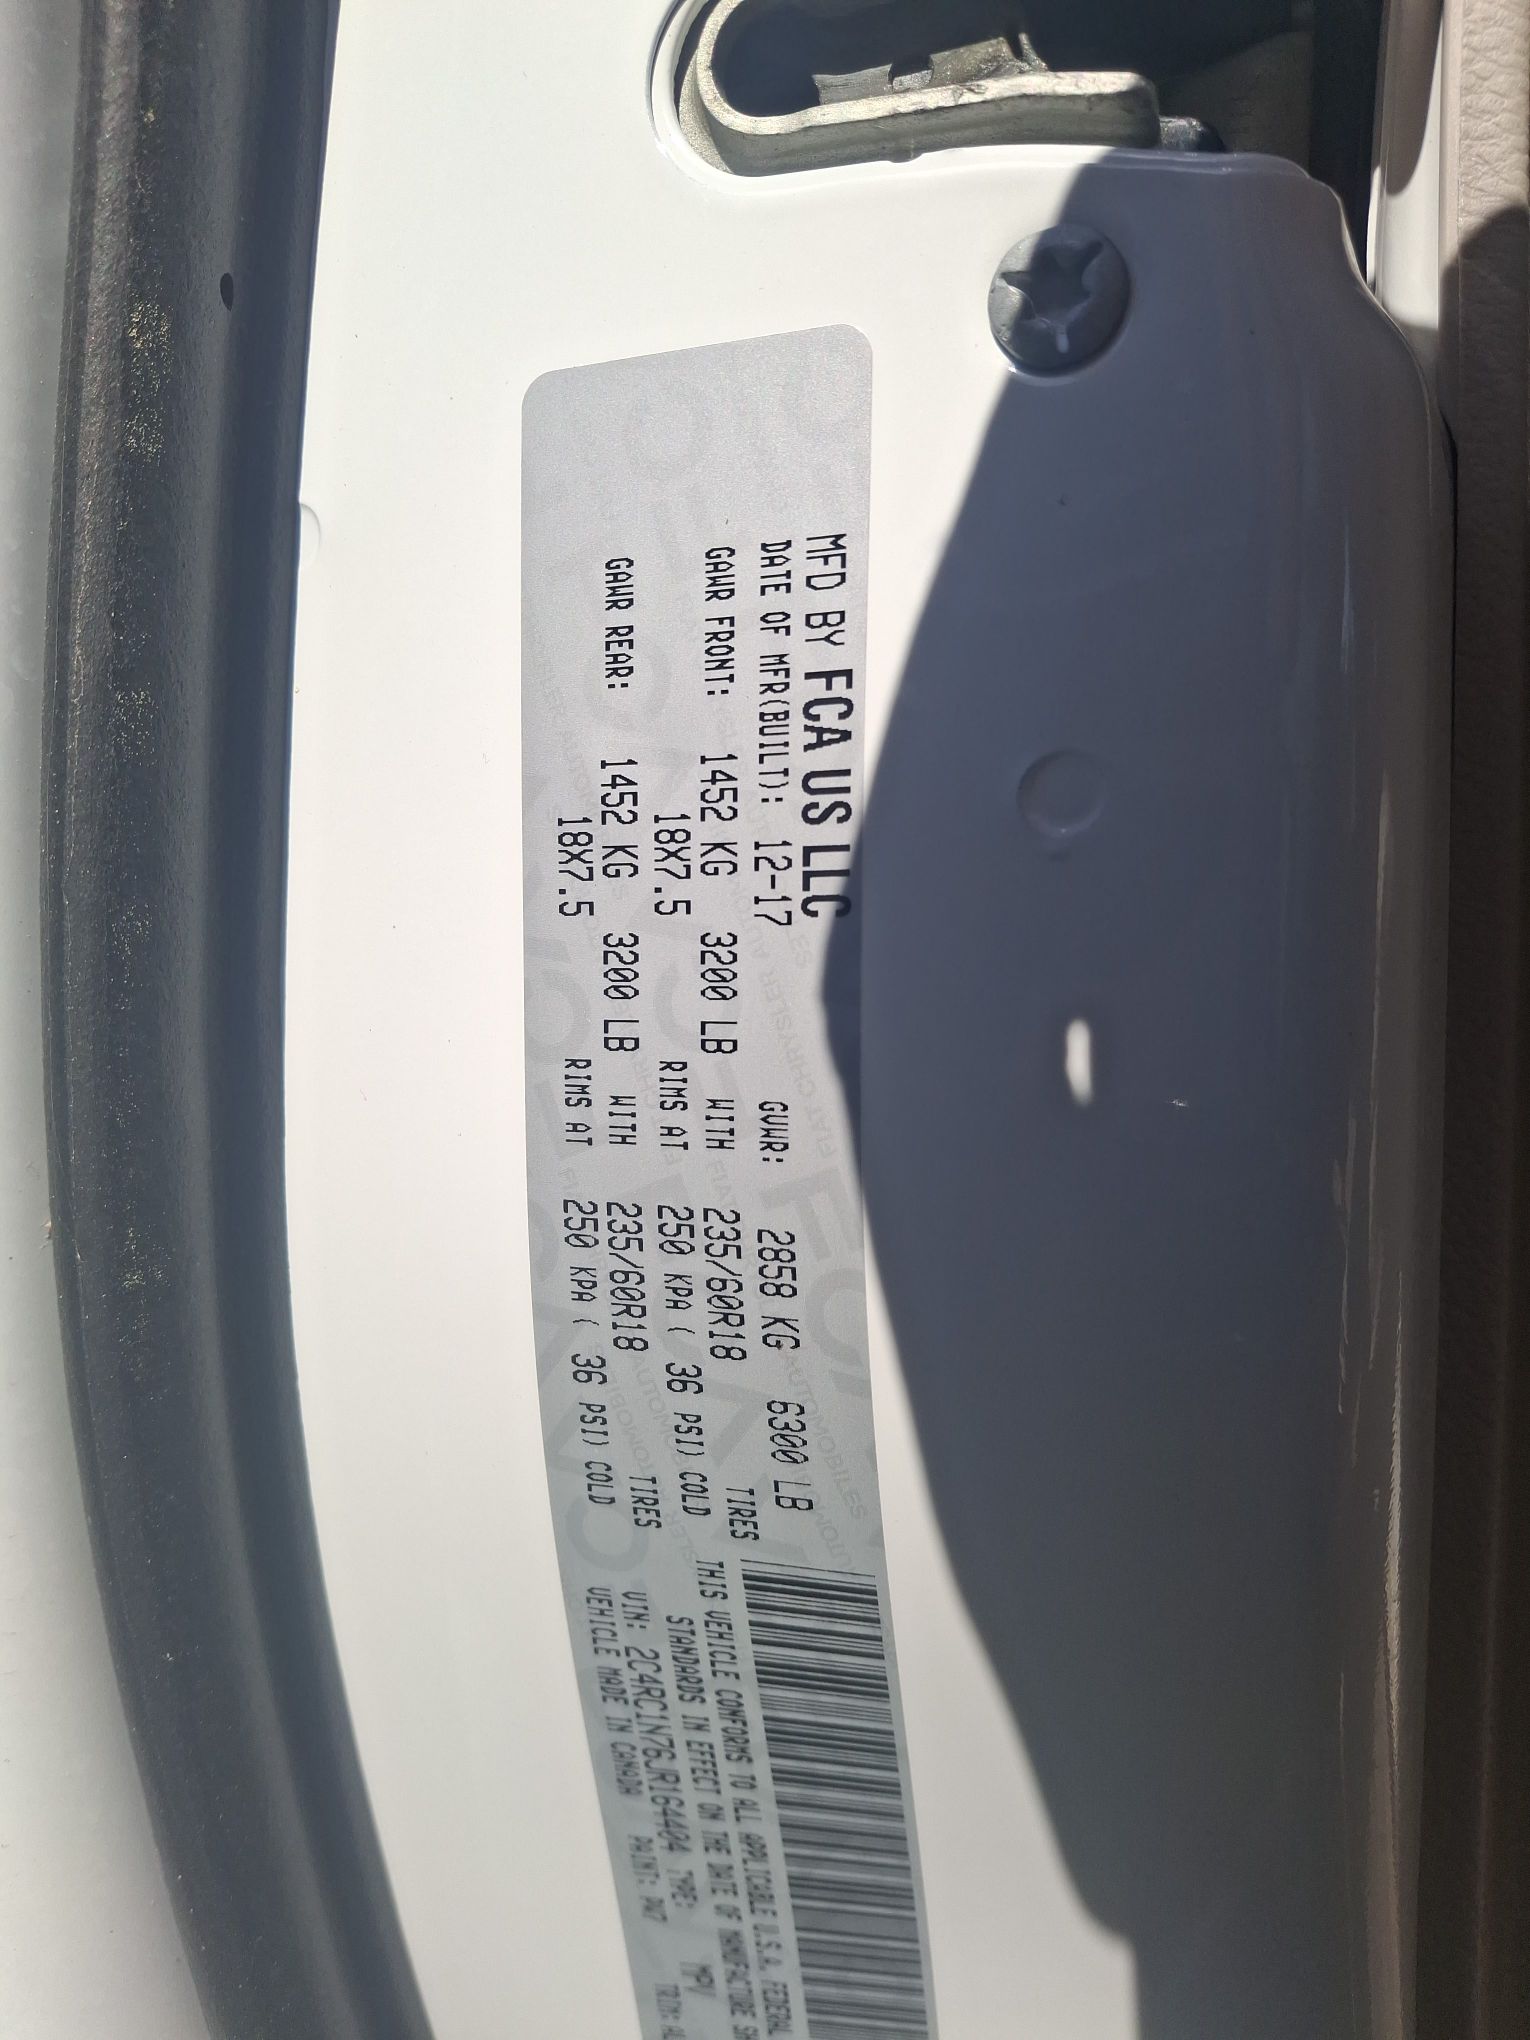 MFD BY FCA US LLC
DATE OF MFR(BUILT): 12-17 GVWR: 2858 KG 6300 LB
GAWR FRONT: 1452 KG 3200 LB WITH 235/60R18 TIRES
18X7.5 RIMS AT 250 KPA ( 36 PSI) COLD
GAWR REAR: 1452 KG 3200 LB WITH 235/60R18 TIRES
18X7.5 RIMS AT 250 KPA ( 36 PSI) COLD
THIS VEHICLE CONFORMS TO ALL APPLICABLE U.S.A. FEDERAL
STANDARDS IN EFFECT ON THE DATE OF MANUFACTURE SH
VIN: 2C4RC1N76JR164404 TYPE: MPV
VEHICLE MADE IN CANADA PAINT: PW7 TRIM: